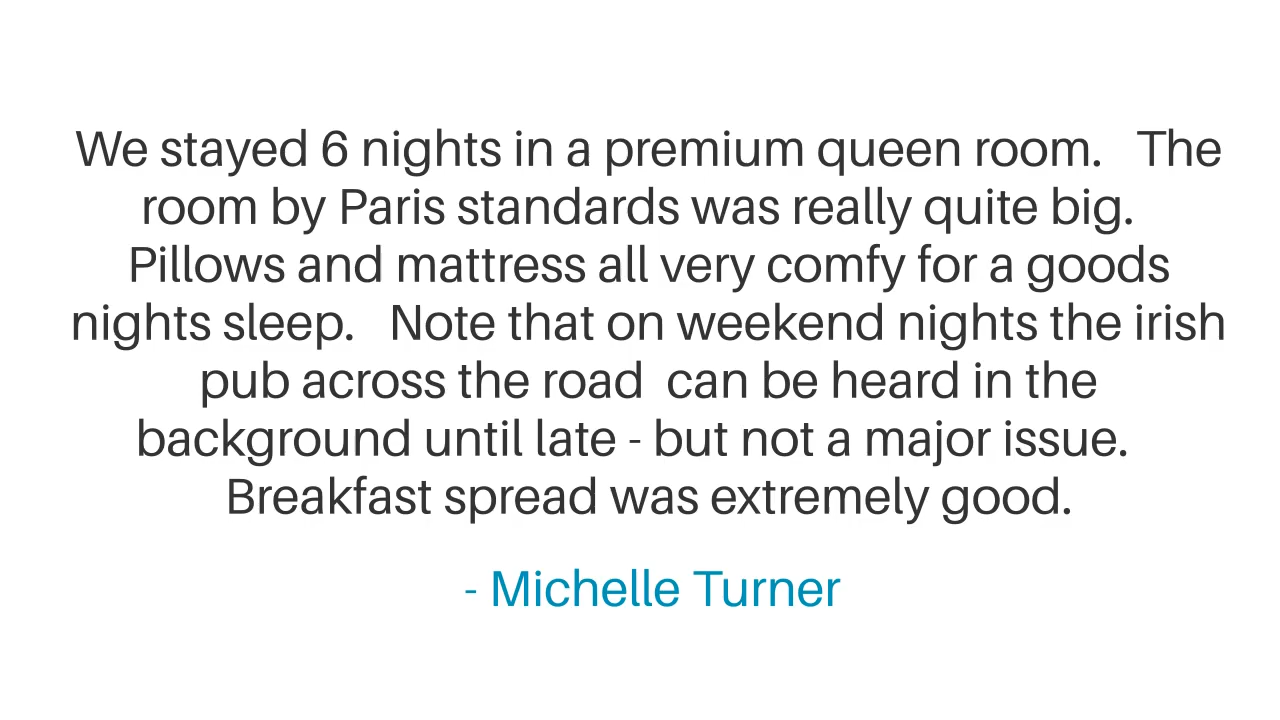 We stayed 6 nights in a premium queen room.   The
room by Paris standards was really quite big.
Pillows and mattress all very comfy for a goods
nights sleep.   Note that on weekend nights the irish
pub across the road  can be heard in the
background until late - but not a major issue.
Breakfast spread was extremely good.
- Michelle Turner